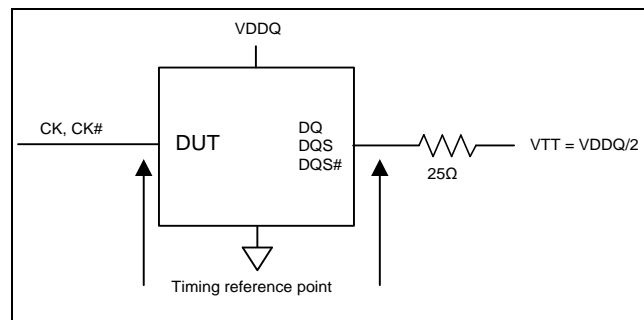 VDDQ
CK, CK#
DUT
DQ
DQS
DQS#
VTT = VDDQ/2
25Ω
Timing reference point